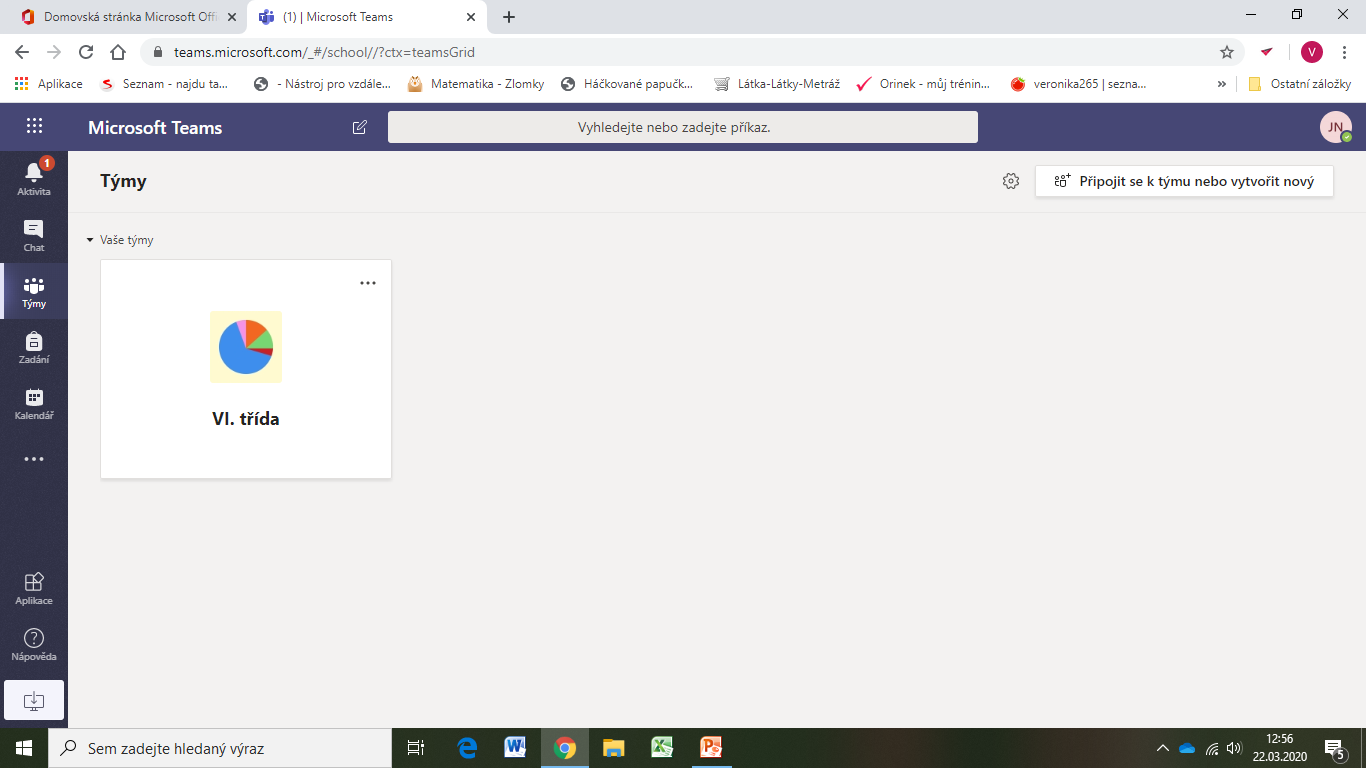 Domovská stránka Microsoft Offi
(1) | Microsoft Teams
teams.microsoft.com/_#/school//?ctx=teamsGrid
V
Aplikace
Seznam - najdu ta...
- Nástroj pro vzdále...
Matematika - Zlomky
Háčkované papučk...
Látka-Látky-Metráž
Orinek - můj trénin...
veronika265 | sezna...
»
Ostatní záložky
Microsoft Teams
Vyhledejte nebo zadejte příkaz.
JN
1
Aktivita
Chat
Týmy
Zadání
Kalendář
Aplikace
Nápověda
Týmy
Připojit se k týmu nebo vytvořit nový
Vaše týmy
VI. třída
Sem zadejte hledaný výraz
12:56
22.03.2020
5